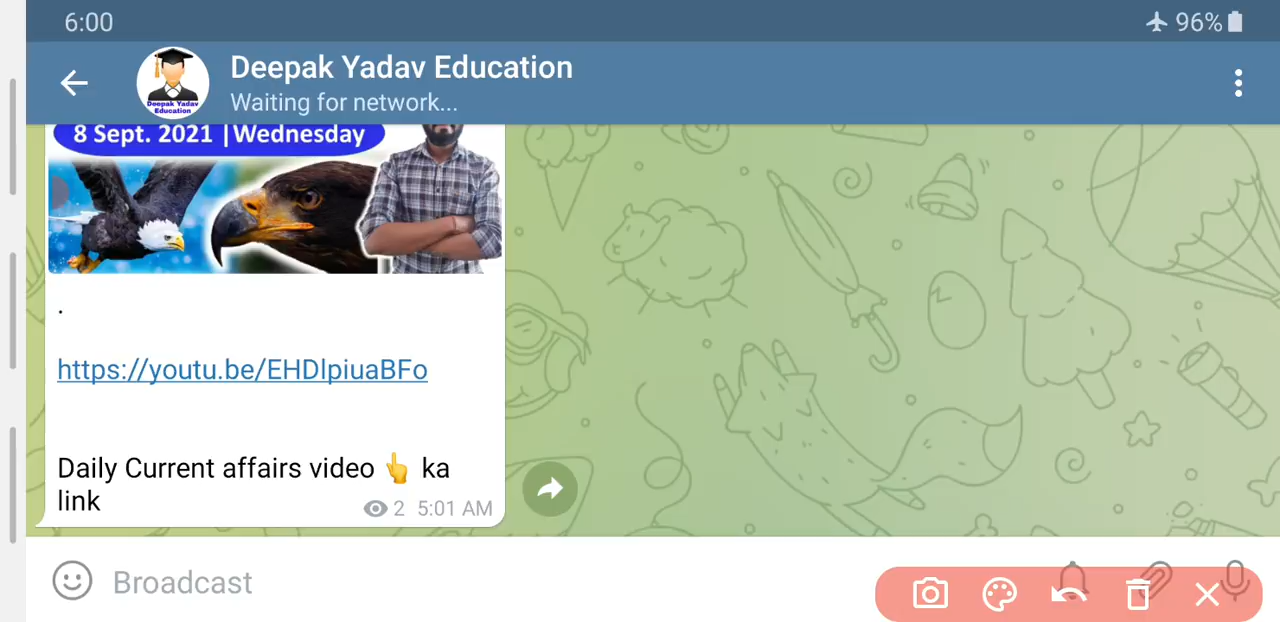 6:00
96%
Deepak Yadav Education
Waiting for network...
Deepak Yadav
Education
8 Sept. 2021 |Wednesday
.
https://youtu.be/EHDlpiuaBFo
Daily Current affairs video 👆 ka
link
2 5:01 AM
Broadcast